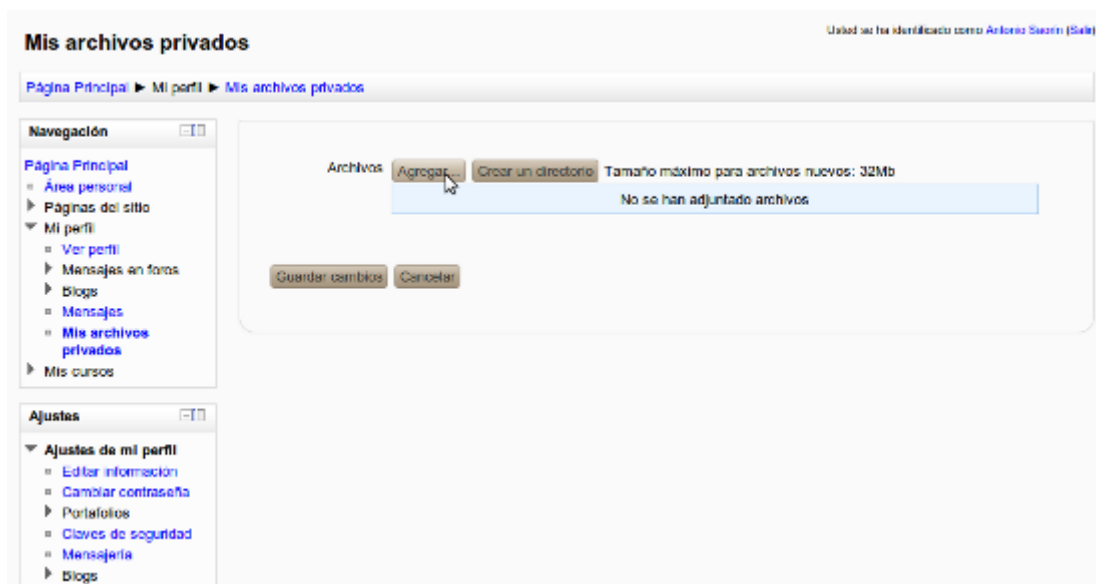 Mis archivos privados
Usted se ha identificado como Antonio Saorín (Salir)
Página Principal ► Mi perfil ► Mis archivos privados
Navegación
Página Principal
Área personal
Páginas del sitio
Mi perfil
Ver perfil
Mensajes en foros
Blogs
Mensajes
Mis archivos
privados
Mis cursos
Archivos Agregar... Crear un directorio Tamaño máximo para archivos nuevos: 32Mb
No se han adjuntado archivos
Guardar cambios Cancelar
Ajustes
Ajustes de mi perfil
Editar información
Cambiar contraseña
Portafolios
Claves de seguridad
Mensajería
Blogs